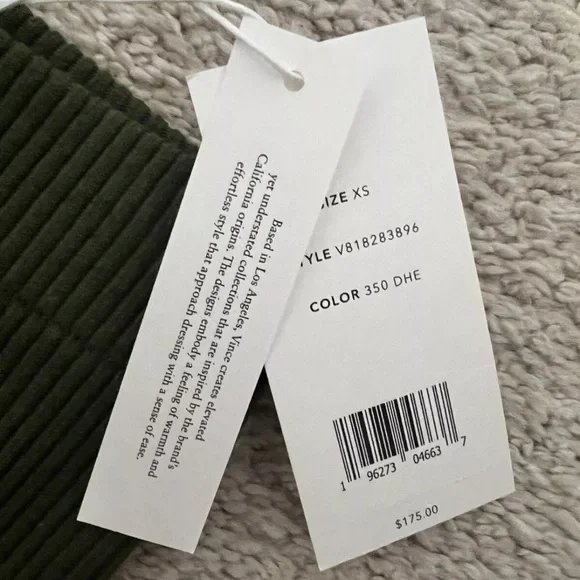 Based in Los Angeles, Vince creates elevated
yet understated collections that are inspired by the brand's
California origins. The designs embody a feeling of warmth and
effortless style that approach dressing with a sense of ease.
IZE XS
TYLE V818283896
COLOR 350 DHE
1 96273 04663 7
$175.00